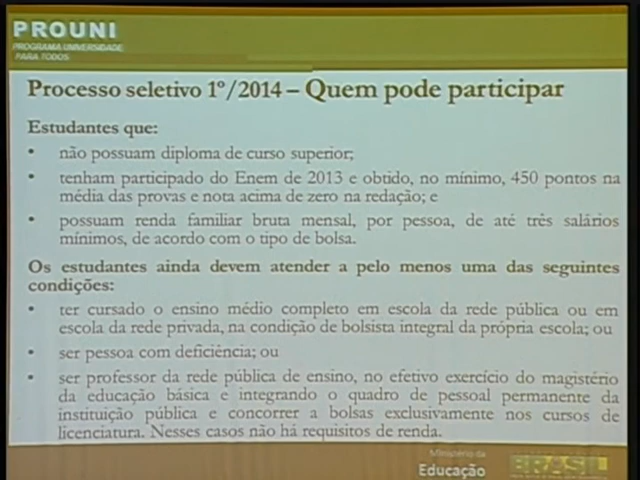 PROUNI
PROGRAMA UNIVERSIDADE
PARA TODOS
Processo seletivo 1º/2014 – Quem pode participar
Estudantes que:
• não possuam diploma de curso superior;
• tenham participado do Enem de 2013 e obtido, no mínimo, 450 pontos na
média das provas e nota acima de zero na redação; e
• possuam renda familiar bruta mensal, por pessoa, de até três salários
mínimos, de acordo com o tipo de bolsa.
Os estudantes ainda devem atender a pelo menos uma das seguintes
condições:
• ter cursado o ensino médio completo em escola da rede pública ou em
escola da rede privada, na condição de bolsista integral da própria escola; ou
• ser pessoa com deficiência; ou
• ser professor da rede pública de ensino, no efetivo exercício do magistério
da educação básica e integrando o quadro de pessoal permanente da
instituição pública e concorrer a bolsas exclusivamente nos cursos de
licenciatura. Nesses casos não há requisitos de renda.
Ministério da
Educação
BRASIL